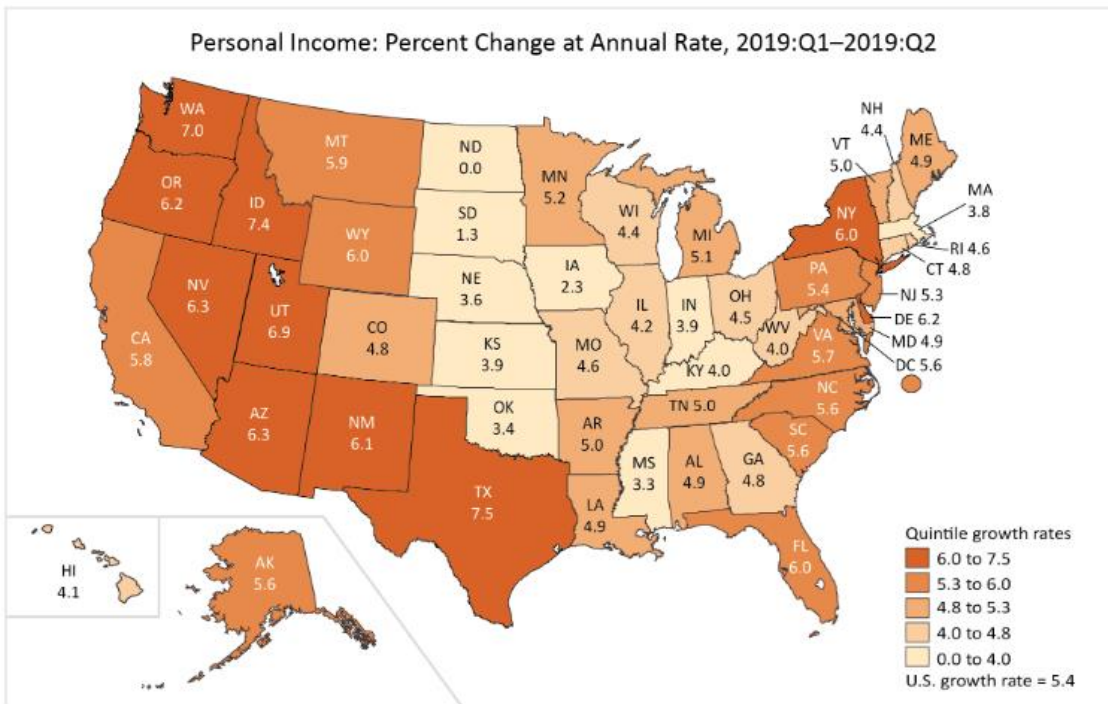 Personal Income: Percent Change at Annual Rate, 2019:Q1–2019:Q2
WA
7.0
MT
5.9
ND
0.0
MN
5.2
NH
4.4
VT
5.0
ME
4.9
OR
6.2
ID
7.4
SD
1.3
WI
4.4
MI
5.1
NY
6.0
MA
3.8
RI 4.6
CT 4.8
WY
6.0
NE
3.6
IA
2.3
PA
5.4
NJ 5.3
DE 6.2
MD 4.9
DC 5.6
NV
6.3
UT
6.9
CO
4.8
IL
4.2
IN
3.9
OH
4.5
WV
4.0
VA
5.7
CA
5.8
KS
3.9
MO
4.6
KY 4.0
NC
5.6
TN 5.0
AZ
6.3
NM
6.1
OK
3.4
AR
5.0
SC
5.6
MS
3.3
AL
4.9
GA
4.8
TX
7.5
LA
4.9
FL
6.0
HI
4.1
AK
5.6
Quintile growth rates
6.0 to 7.5
5.3 to 6.0
4.8 to 5.3
4.0 to 4.8
0.0 to 4.0
U.S. growth rate = 5.4